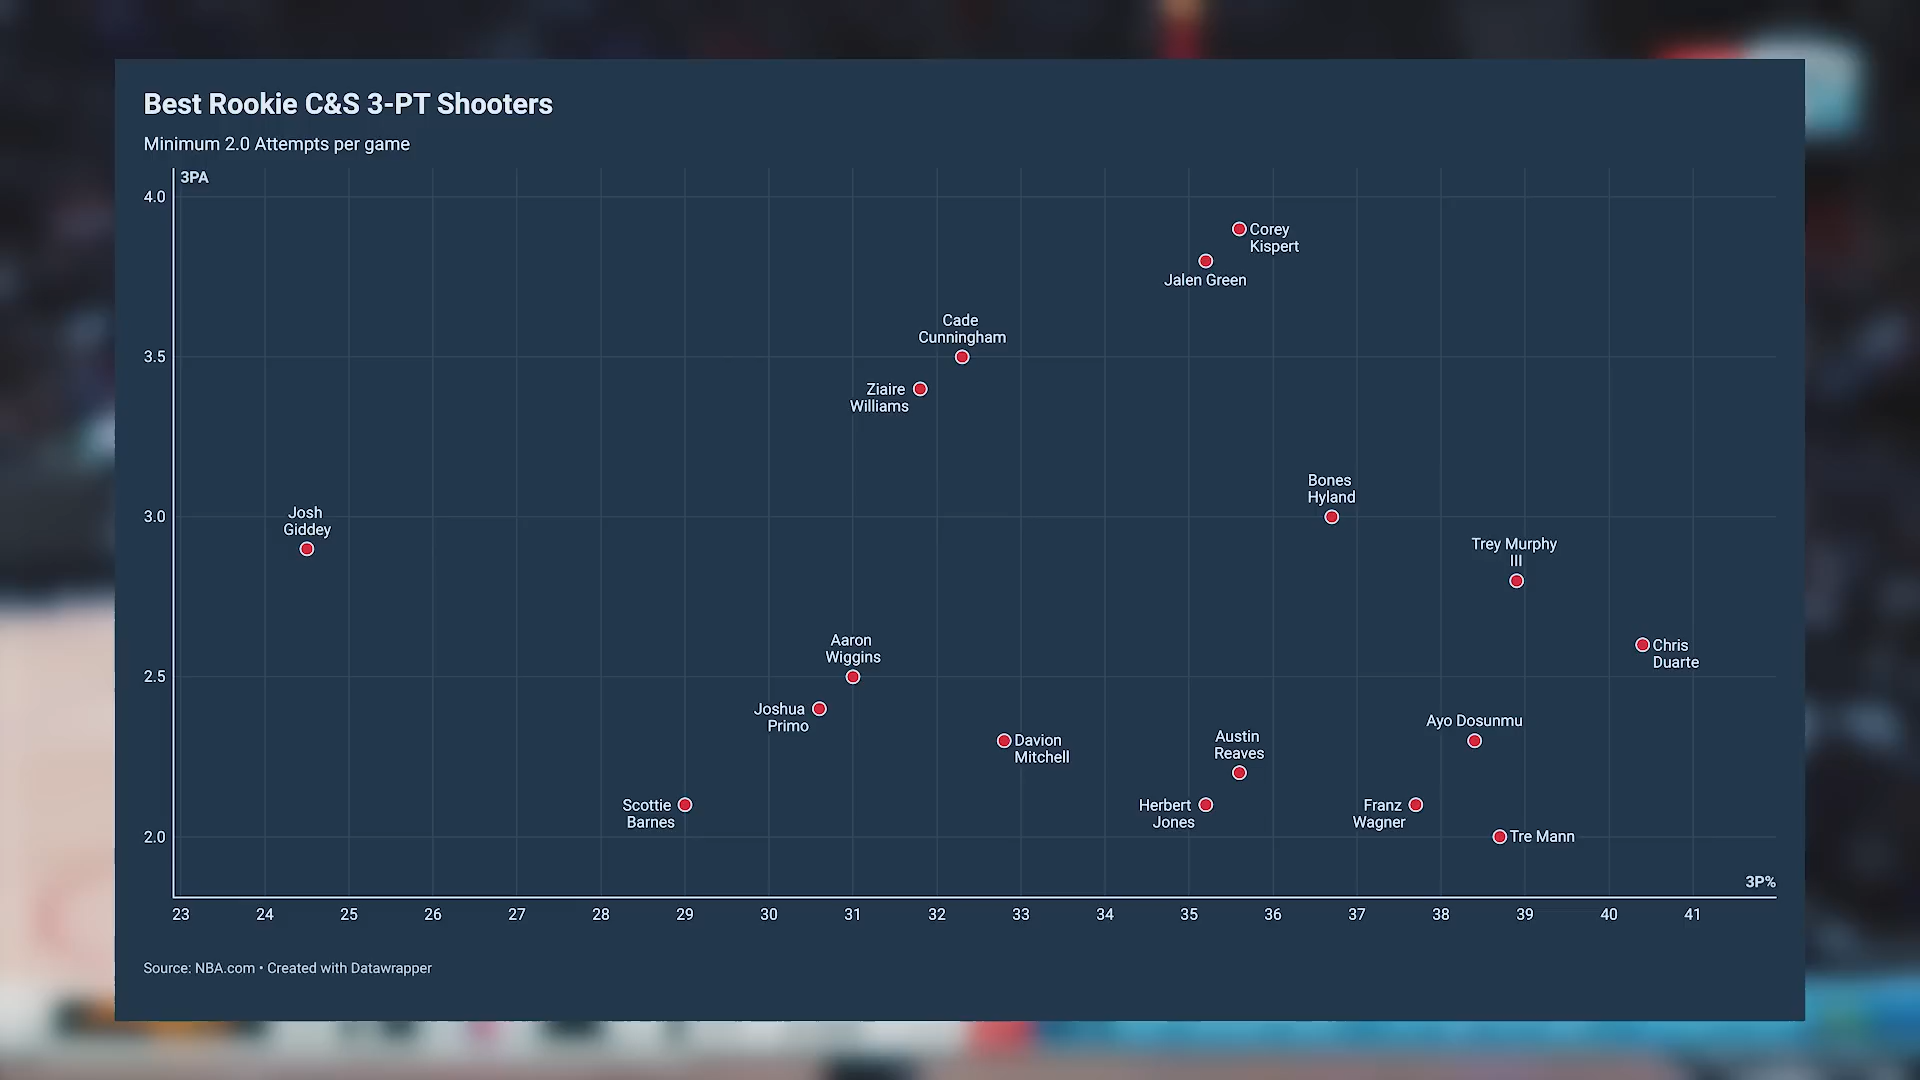 Best Rookie C&S 3-PT Shooters
Minimum 2.0 Attempts per game
3PA
4.0
Corey
Kispert
Jalen Green
Cade
Cunningham
3.5
Ziaire
Williams
Bones
Hyland
Josh
Giddey
3.0
Trey Murphy
III
Aaron
Wiggins
Chris
Duarte
2.5
Joshua
Primo
Ayo Dosunmu
Davion
Mitchell
Austin
Reaves
Scottie
Barnes
Herbert
Jones
Franz
Wagner
2.0
Tre Mann
3P%
23 24 25 26 27 28 29 30 31 32 33 34 35 36 37 38 39 40 41
Source: NBA.com • Created with Datawrapper